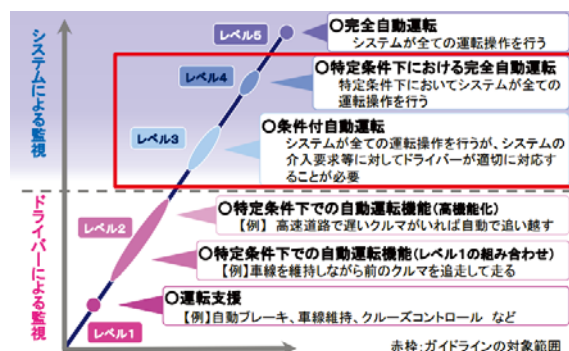 システムによる監視
ドライバーによる監視
レベル5
〇完全自動運転
システムが全ての運転操作を行う
レベル4
〇特定条件下における完全自動運転
特定条件下においてシステムが全ての
運転操作を行う
レベル3
〇条件付自動運転
システムが全ての運転操作を行うが、システムの
介入要求等に対してドライバーが適切に対応す
ることが必要
レベル2
〇特定条件下での自動運転機能(高機能化)
【例】 高速道路で遅いクルマがいれば自動で追い越す
〇特定条件下での自動運転機能(レベル1の組み合わせ)
【例】車線を維持しながら前のクルマを追走して走る
レベル1
〇運転支援
【例】自動ブレーキ、車線維持、クルーズコントロール など
赤枠:ガイドラインの対象範囲